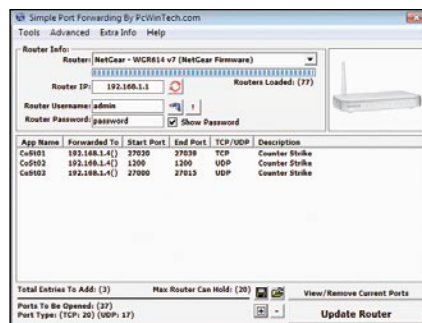 Simple Port Forwarding By PcWinTech.com
Tools Advanced Extra Info Help
Router Info:
Router: NetGear - WGR614 v7 (NetGear Firmware)
Routers Loaded: (77)
Router IP: 192.168.1.1
Router Username: admin !
Router Password: password Show Password
App Name Forwarded To Start Port End Port TCP/UDP Description
CoSt01 192.168.1.4() 27020 27039 TCP Counter Strike
CoSt02 192.168.1.4() 1200 1200 UDP Counter Strike
CoSt03 192.168.1.4() 27000 27015 UDP Counter Strike
Total Entries To Add: (3) Max Router Can Hold: (20) View/Remove Current Ports
Ports To Be Opened: (37)
Port Type: (TCP: 20) (UDP: 17) + - Update Router